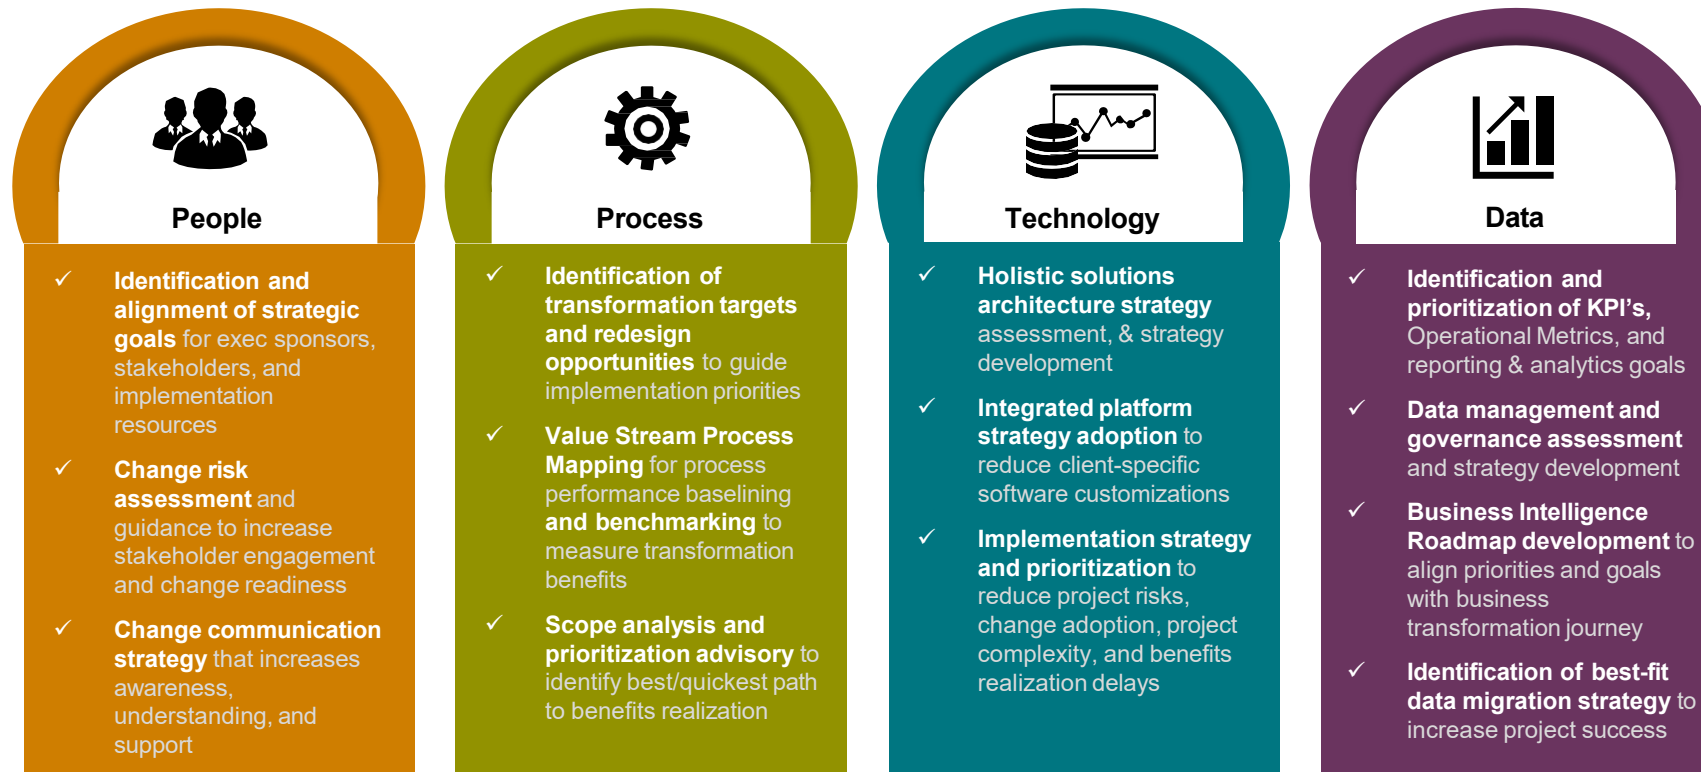 People
Identification and
alignment of strategic
goals for exec sponsors,
stakeholders, and
implementation
resources
Change risk
assessment and
guidance to increase
stakeholder engagement
and change readiness
Change communication
strategy that increases
awareness,
understanding, and
support
Process
Identification of
transformation targets
and redesign
opportunities to guide
implementation priorities
Value Stream Process
Mapping for process
performance baselining
and benchmarking to
measure transformation
benefits
Scope analysis and
prioritization advisory to
identify best/quickest path
to benefits realization
Technology
Holistic solutions
architecture strategy
assessment, & strategy
development
Integrated platform
strategy adoption to
reduce client-specific
software customizations
Implementation strategy
and prioritization to
reduce project risks,
change adoption, project
complexity, and benefits
realization delays
Data
Identification and
prioritization of KPI's,
Operational Metrics, and
reporting & analytics goals
Data management and
governance assessment
and strategy development
Business Intelligence
Roadmap development to
align priorities and goals
with business
transformation journey
Identification of best-fit
data migration strategy to
increase project success